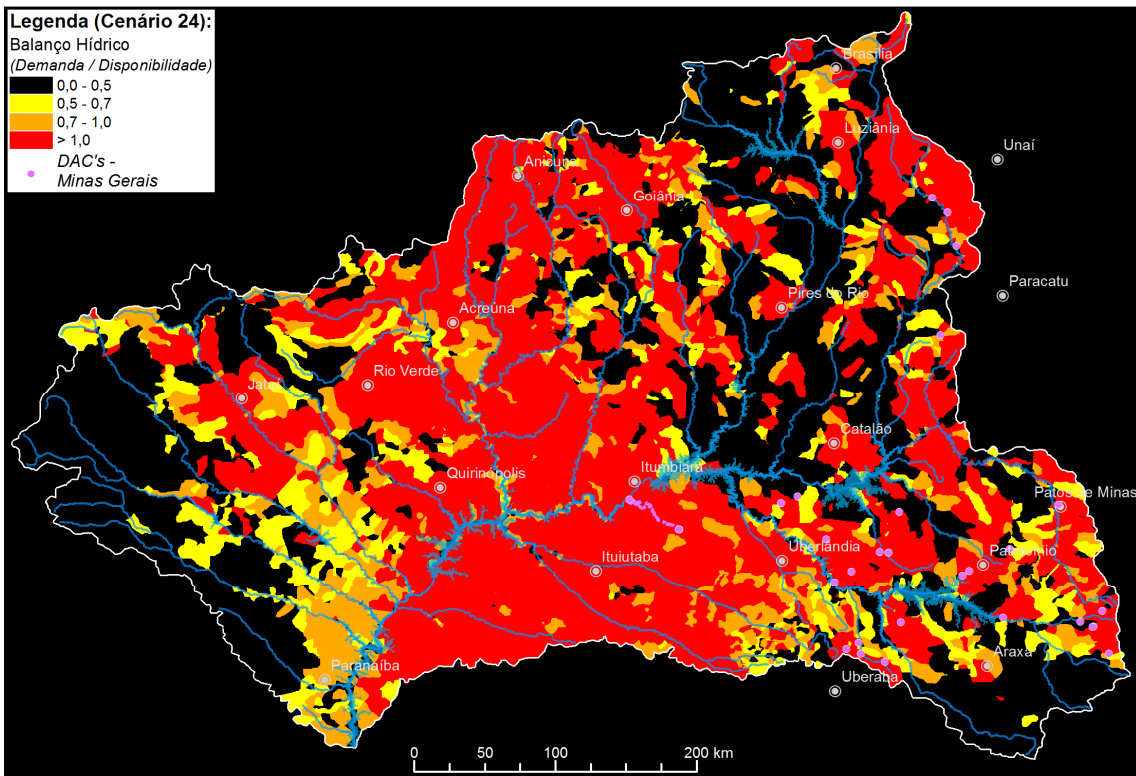 Legenda (Cenário 24):
Balanço Hídrico
(Demanda / Disponibilidade)
0,0 - 0,5
0,5 - 0,7
0,7 - 1,0
> 1,0
DAC's -
Minas Gerais
Brasília
Luziânia
Unaí
Anicuns
Goiânia
Paracatu
Pires do Rio
Acreúna
Rio Verde
Jataí
Catalão
Itumbiara
Quirinópolis
Patos de Minas
Uberlândia
Patrocínio
Ituiutaba
Araxá
Paranaíba
Uberaba
0 50 100 200 km